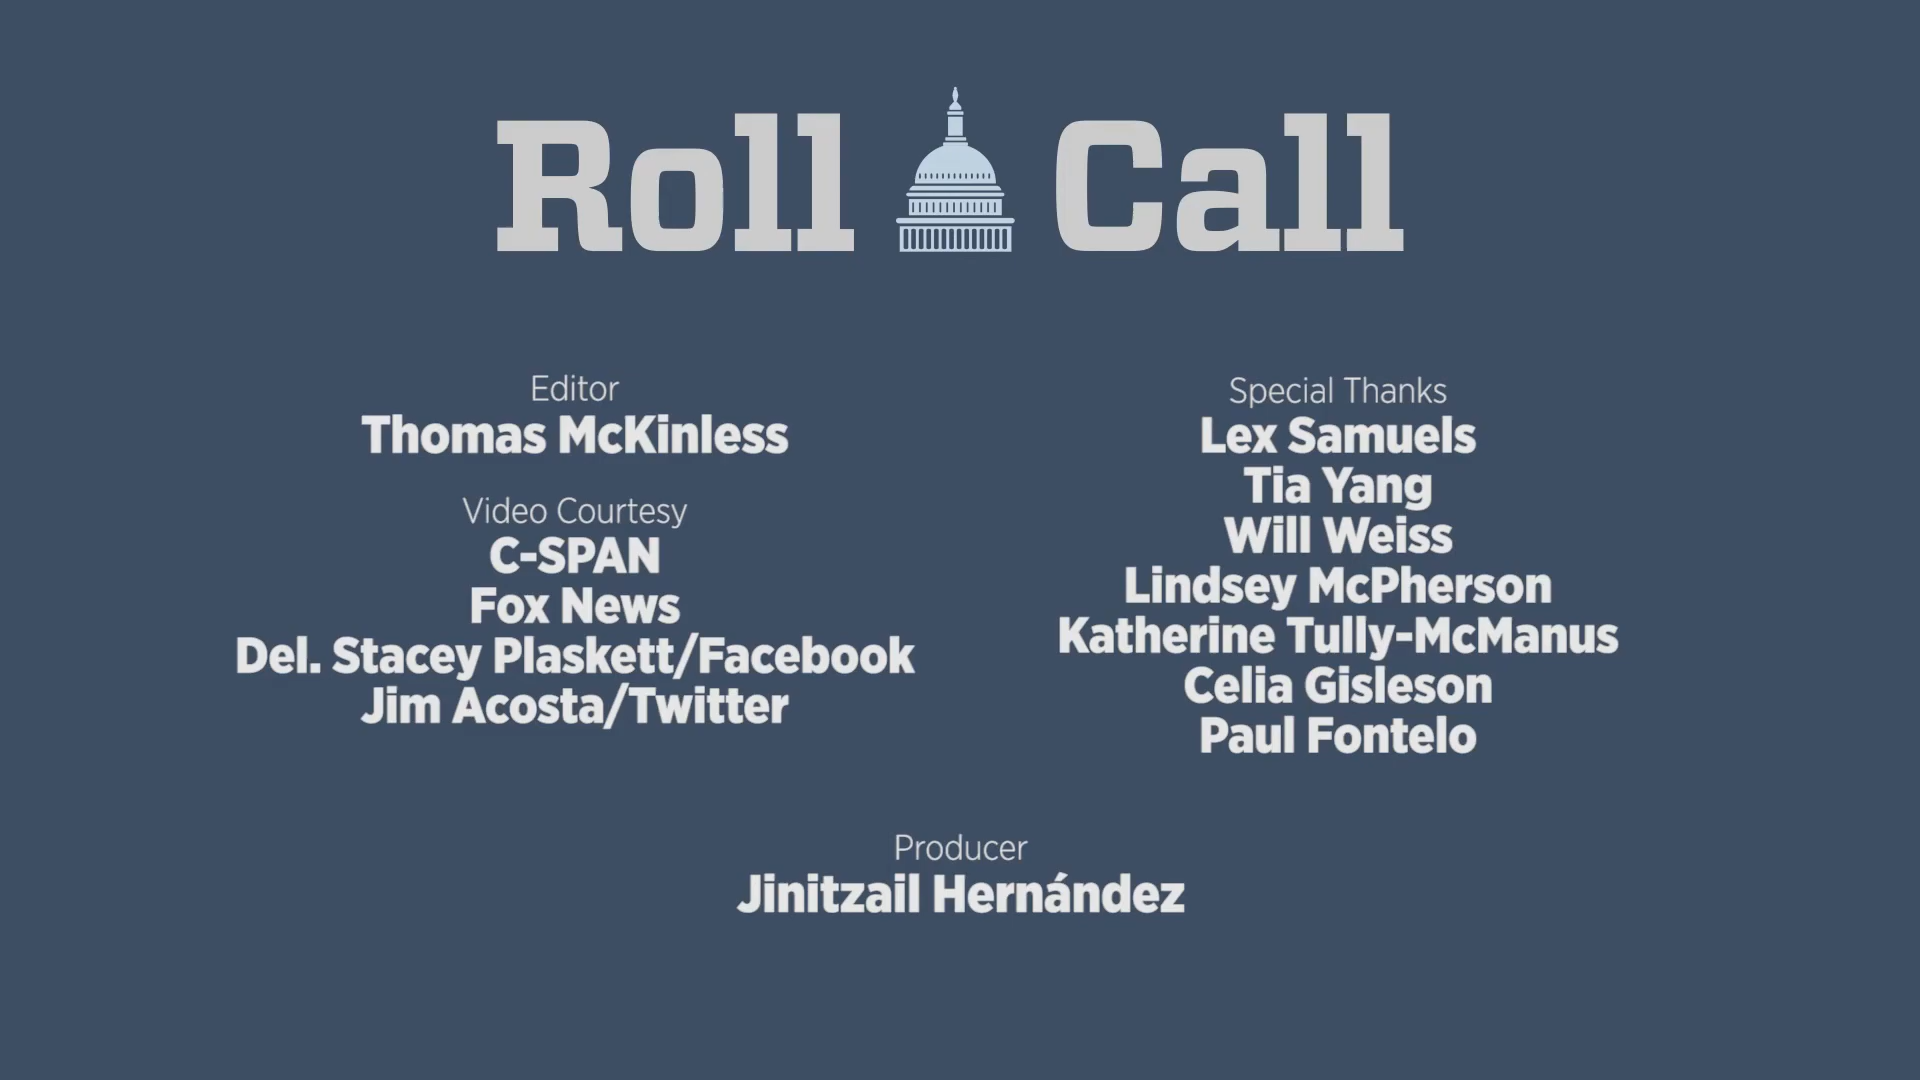 Roll Call
Editor
Thomas McKinless
Video Courtesy
C-SPAN
Fox News
Del. Stacey Plaskett/Facebook
Jim Acosta/Twitter
Special Thanks
Lex Samuels
Tia Yang
Will Weiss
Lindsey McPherson
Katherine Tully-McManus
Celia Gisleson
Paul Fontelo
Producer
Jinitzail Hernández